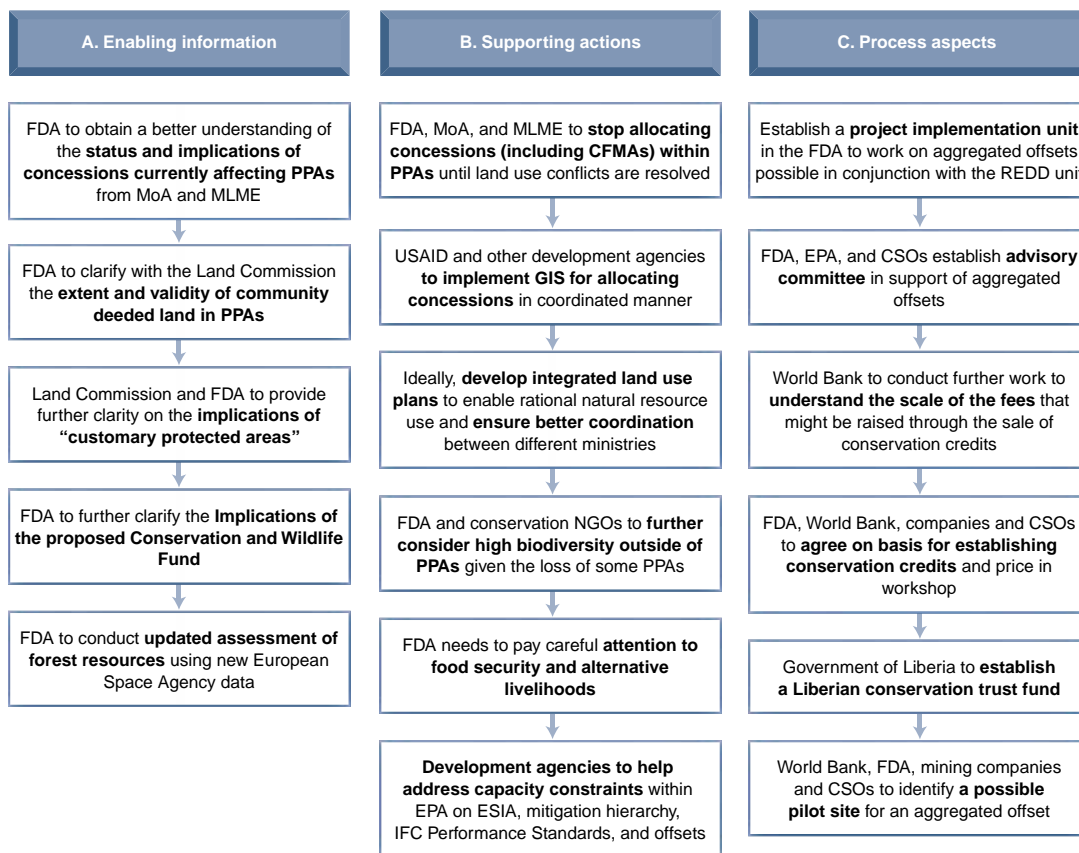 A. Enabling information
FDA to obtain a better understanding of
the status and implications of
concessions currently affecting PPAs
from MoA and MLME
FDA to clarify with the Land Commission
the extent and validity of community
deeded land in PPAs
Land Commission and FDA to provide
further clarity on the implications of
“customary protected areas”
FDA to further clarify the Implications of
the proposed Conservation and Wildlife
Fund
FDA to conduct updated assessment of
forest resources using new European
Space Agency data
B. Supporting actions
FDA, MoA, and MLME to stop allocating
concessions (including CFMAs) within
PPAs until land use conflicts are resolved
USAID and other development agencies
to implement GIS for allocating
concessions in coordinated manner
Ideally, develop integrated land use
plans to enable rational natural resource
use and ensure better coordination
between different ministries
FDA and conservation NGOs to further
consider high biodiversity outside of
PPAs given the loss of some PPAs
FDA needs to pay careful attention to
food security and alternative
livelihoods
Development agencies to help
address capacity constraints within
EPA on ESIA, mitigation hierarchy,
IFC Performance Standards, and offsets
C. Process aspects
Establish a project implementation unit
in the FDA to work on aggregated offsets
possible in conjunction with the REDD unit
FDA, EPA, and CSOs establish advisory
committee in support of aggregated
offsets
World Bank to conduct further work to
understand the scale of the fees that
might be raised through the sale of
conservation credits
FDA, World Bank, companies and CSOs
to agree on basis for establishing
conservation credits and price in
workshop
Government of Liberia to establish
a Liberian conservation trust fund
World Bank, FDA, mining companies
and CSOs to identify a possible
pilot site for an aggregated offset